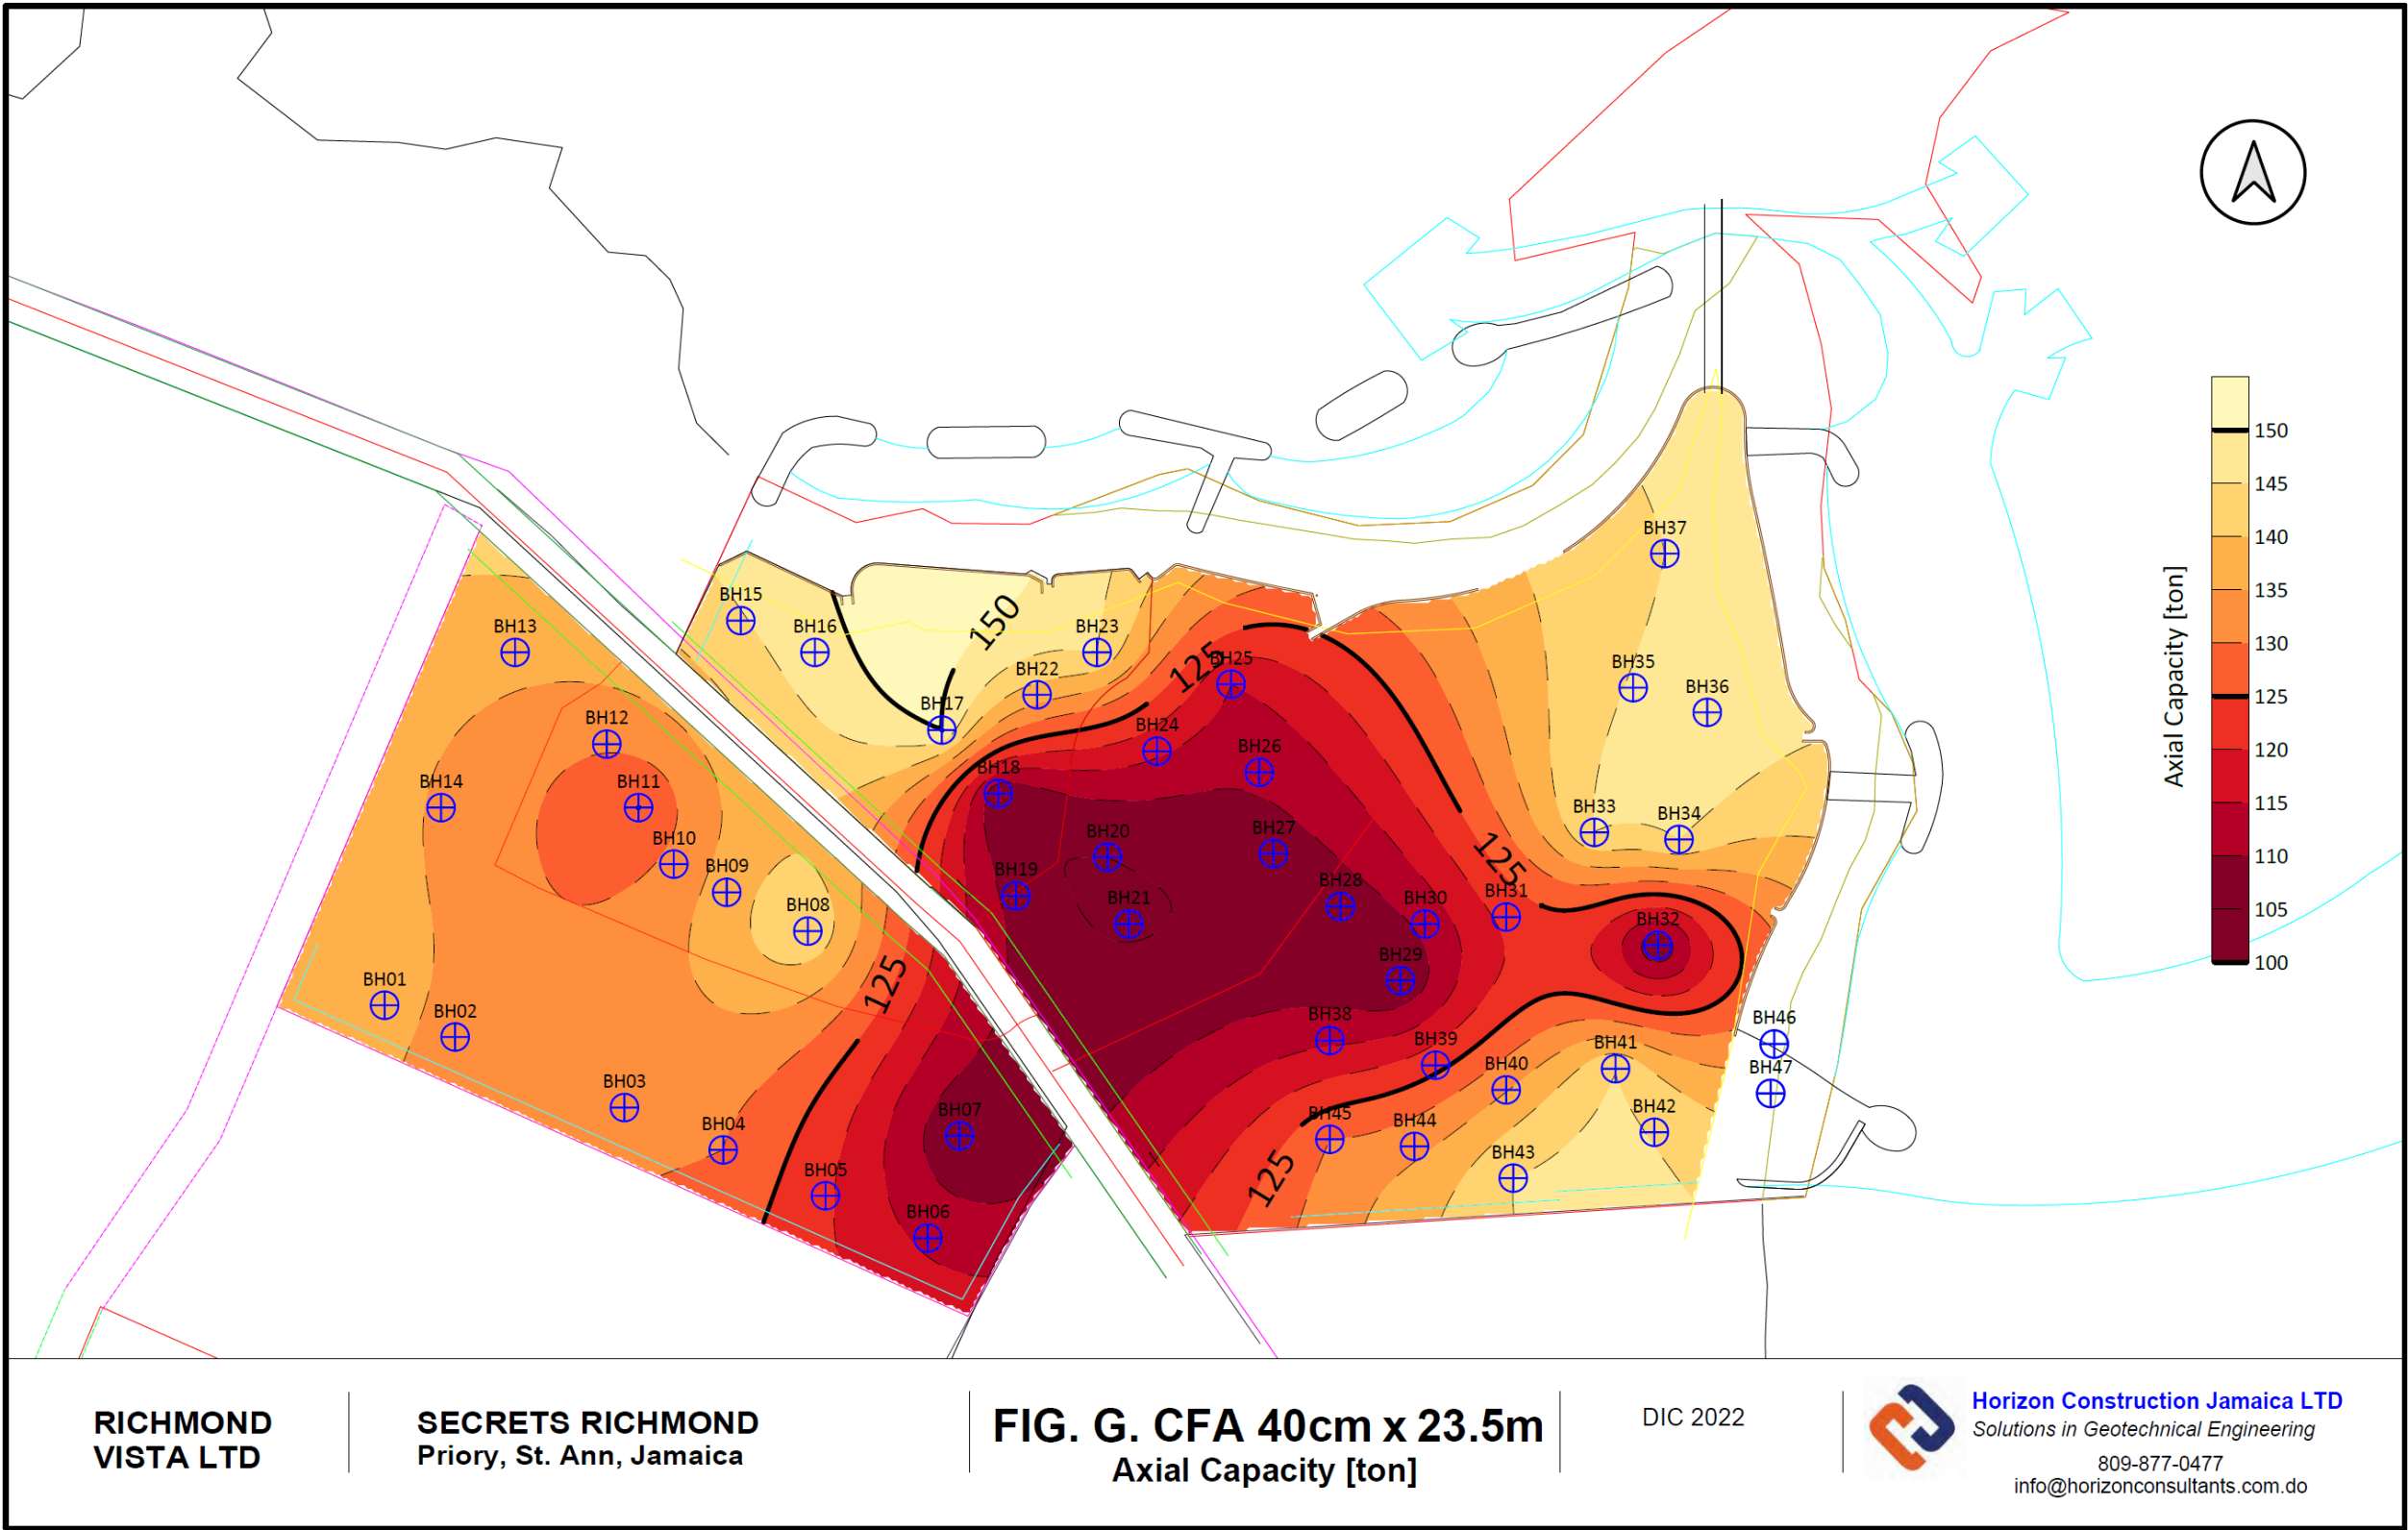 BH37
BH15
BH13
BH16
BH23
150
BH35
125
BH25
BH22
BH36
BH17
BH12
BH24
BH26
BH18
BH14
BH11
BH33
BH34
BH20
BH27
BH10
125
BH09
BH19
BH28
BH31
BH21
BH30
BH08
BH32
BH29
BH01
125
BH02
BH38
BH46
BH39
BH41
BH40
BH47
BH03
BH07
BH42
BH45
BH04
BH44
BH43
BH05
125
BH06
Axial Capacity [ton]
150
145
140
135
130
125
120
115
110
105
100
RICHMOND
VISTA LTD
SECRETS RICHMOND
Priory, St. Ann, Jamaica
FIG. G. CFA 40cm x 23.5m
Axial Capacity [ton]
DIC 2022
Horizon Construction Jamaica LTD
Solutions in Geotechnical Engineering
809-877-0477
info@horizonconsultants.com.do